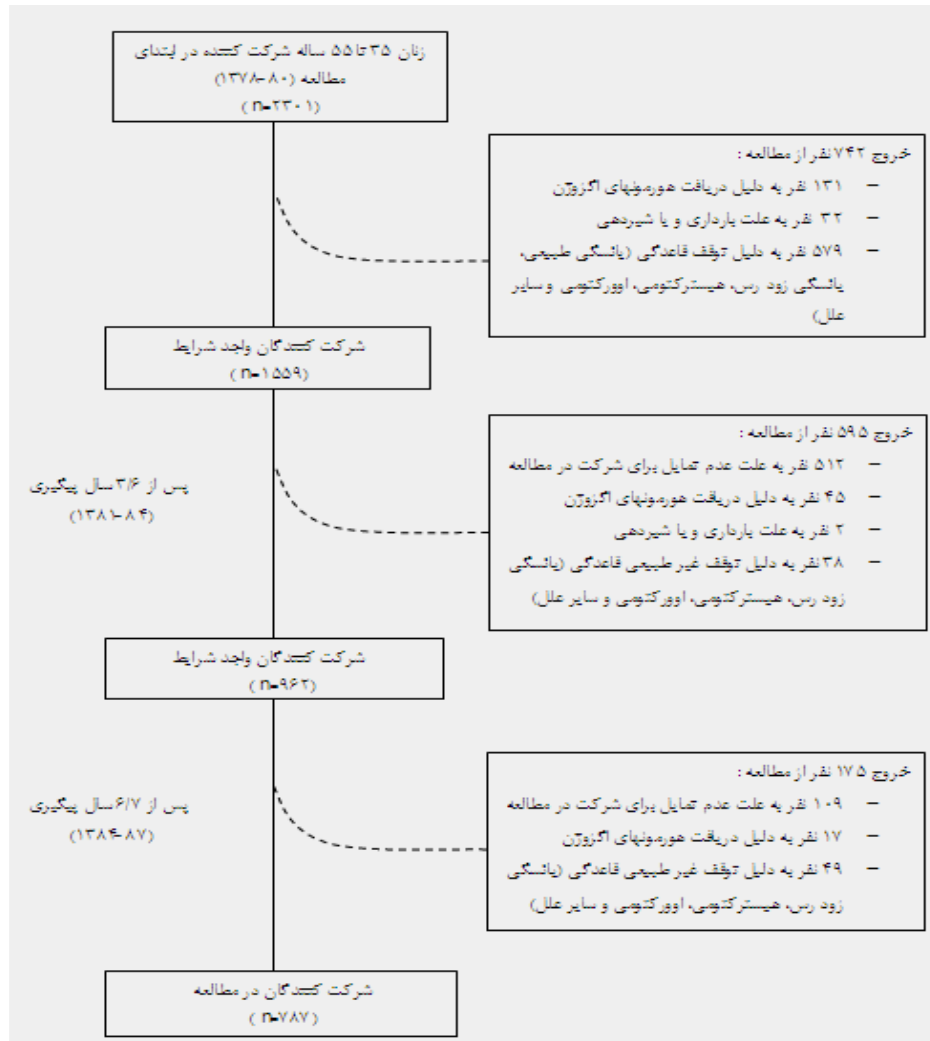 زنان ۳۵ تا ۵۵ ساله شرکت کننده در ابتدای
مطالعه (۸۰-۱۳۷۸)
(n=۲۳۰۱)
خروج ۷۴۲ نفر از مطالعه :
– ۱۳۱ نفر به دلیل دریافت هورمونهای اگزوژن
– ۳۲ نفر به علت بارداری و یا شیردهی
– ۵۷۹ نفر به دلیل توقف قاعدگی (یائسگی طبیعی،
یائسگی زود رس، هیسترکتومی، اوورکتومی و سایر
علل)
شرکت کنندگان واجد شرایط
(n=۱۵۵۹)
خروج ۵۹۵ نفر از مطالعه :
– ۵۱۲ نفر به علت عدم تمایل برای شرکت در مطالعه
– ۴۵ نفر به دلیل دریافت هورمونهای اگزوژن
– ۲ نفر به علت بارداری و یا شیردهی
– ۳۸ نفر به دلیل توقف غیر طبیعی قاعدگی (یائسگی
زود رس، هیسترکتومی، اوورکتومی و سایر علل)
پس از ۳/۶ سال پیگیری
(۱۳۸۱-۸۴)
شرکت کنندگان واجد شرایط
(n=۹۶۲)
خروج ۱۷۵ نفر از مطالعه :
– ۱۰۹ نفر به علت عدم تمایل برای شرکت در مطالعه
– ۱۷ نفر به دلیل دریافت هورمونهای اگزوژن
– ۴۹ نفر به دلیل توقف غیر طبیعی قاعدگی (یائسگی
زود رس، هیسترکتومی، اوورکتومی و سایر علل)
پس از ۶/۷ سال پیگیری
(۱۳۸۴-۸۷)
شرکت کنندگان در مطالعه
(n=۷۸۷)